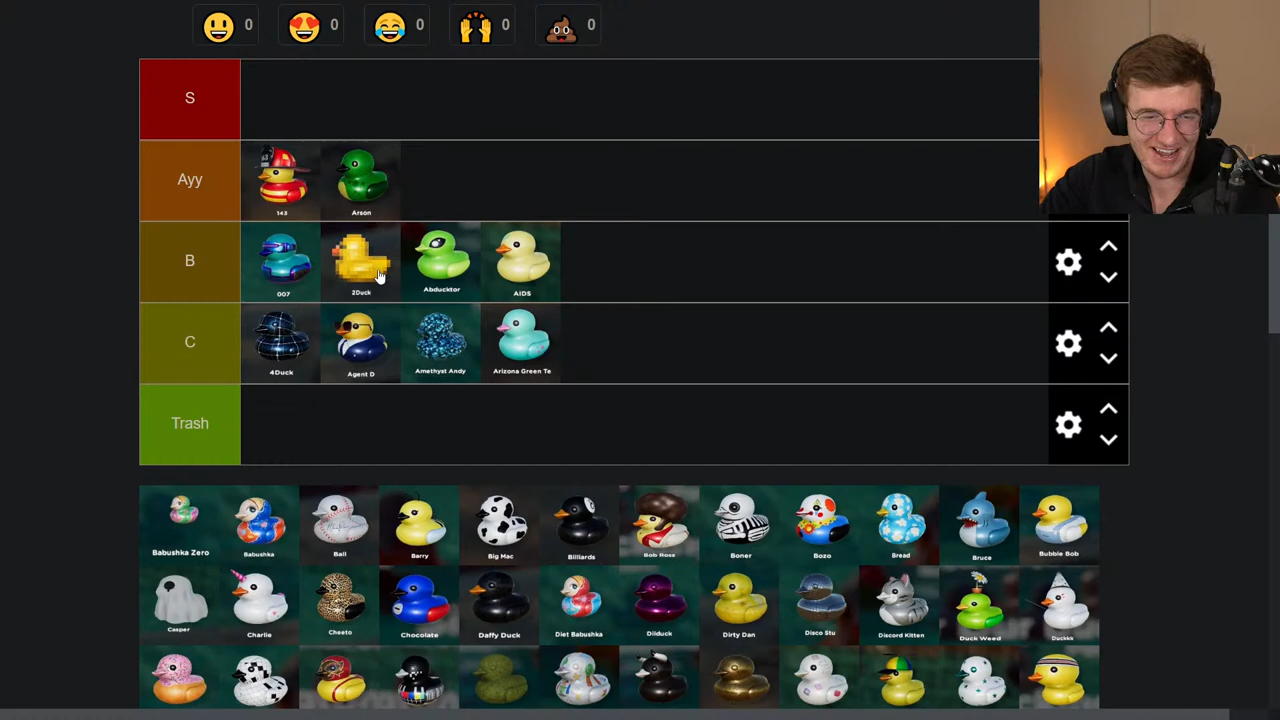 0 0 0 0 0
S
Ayy
143 Arson
B
007 2Duck Abducktor AIDS
C
4Duck Agent D Amethyst Andy Arizona Green Te
Trash
Babushka Zero Babushka Ball Barry Big Mac Billiards Bob Ross Boner Bozo Bread Bruce Bubble Bob
Casper Charlie Cheeto Chocolate Daffy Duck Diet Babushka Dilduck Dirty Dan Disco Stu Discord Kitten Duck Weed Duckkk